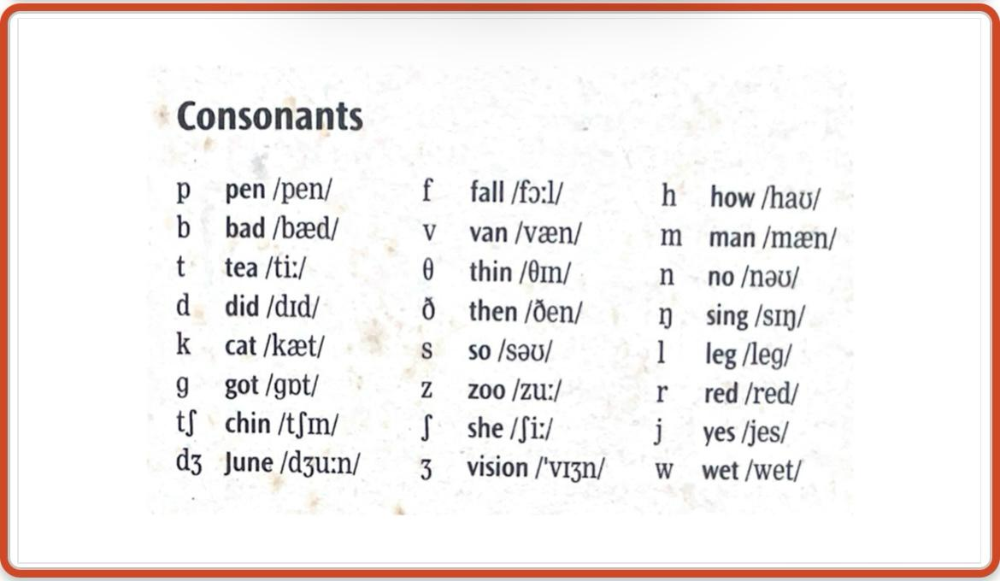 Consonants
p pen /pen/ f fall /fɔːl/ h how /haʊ/
b bad /bæd/ v van /væn/ m man /mæn/
t tea /tiː/ θ thin /θɪn/ n no /nəʊ/
d did /dɪd/ ð then /ðen/ ŋ sing /sɪŋ/
k cat /kæt/ s so /səʊ/ l leg /leg/
g got /gɒt/ z zoo /zuː/ r red /red/
tʃ chin /tʃɪn/ ʃ she /ʃiː/ j yes /jes/
dʒ June /dʒuːn/ ʒ vision /ˈvɪʒn/ w wet /wet/